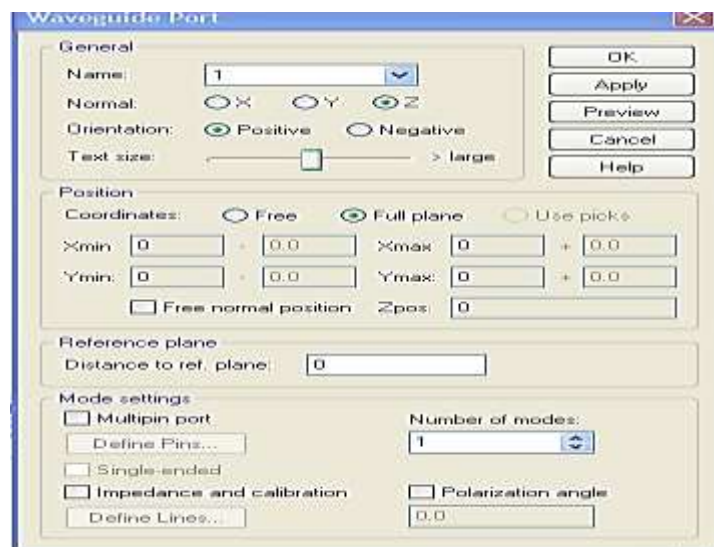 Waveguide Port
General
OK
Name: 1
Apply
Normal: X Y Z
Preview
Orientation: Positive Negative
Cancel
Text size: > large
Help
Position
Coordinates: Free Full plane Use picks
Xmin 0 - 0.0 Xmax 0 + 0.0
Ymin: 0 - 0.0 Ymax: 0 + 0.0
Free normal position Zpos: 0
Reference plane
Distance to ref. plane: 0
Mode settings
Multipin port Number of modes:
Define Pins... 1
Single-ended
Impedance and calibration Polarization angle
Define Lines... 0.0